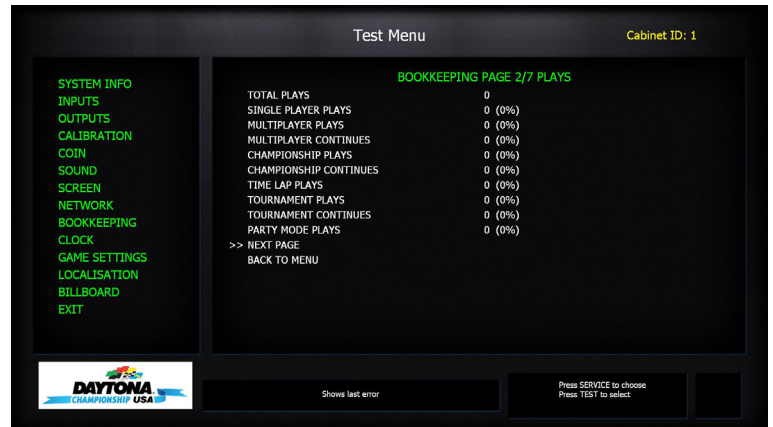 Test Menu
Cabinet ID: 1
SYSTEM INFO
INPUTS
OUTPUTS
CALIBRATION
COIN
SOUND
SCREEN
NETWORK
BOOKKEEPING
CLOCK
GAME SETTINGS
LOCALISATION
BILLBOARD
EXIT
BOOKKEEPING PAGE 2/7 PLAYS
TOTAL PLAYS 0
SINGLE PLAYER PLAYS 0 (0%)
MULTIPLAYER PLAYS 0 (0%)
MULTIPLAYER CONTINUES 0 (0%)
CHAMPIONSHIP PLAYS 0 (0%)
CHAMPIONSHIP CONTINUES 0 (0%)
TIME LAP PLAYS 0 (0%)
TOURNAMENT PLAYS 0 (0%)
TOURNAMENT CONTINUES 0 (0%)
PARTY MODE PLAYS 0 (0%)
>> NEXT PAGE
BACK TO MENU
DAYTONA
CHAMPIONSHIP USA
Shows last error
Press SERVICE to choose
Press TEST to select